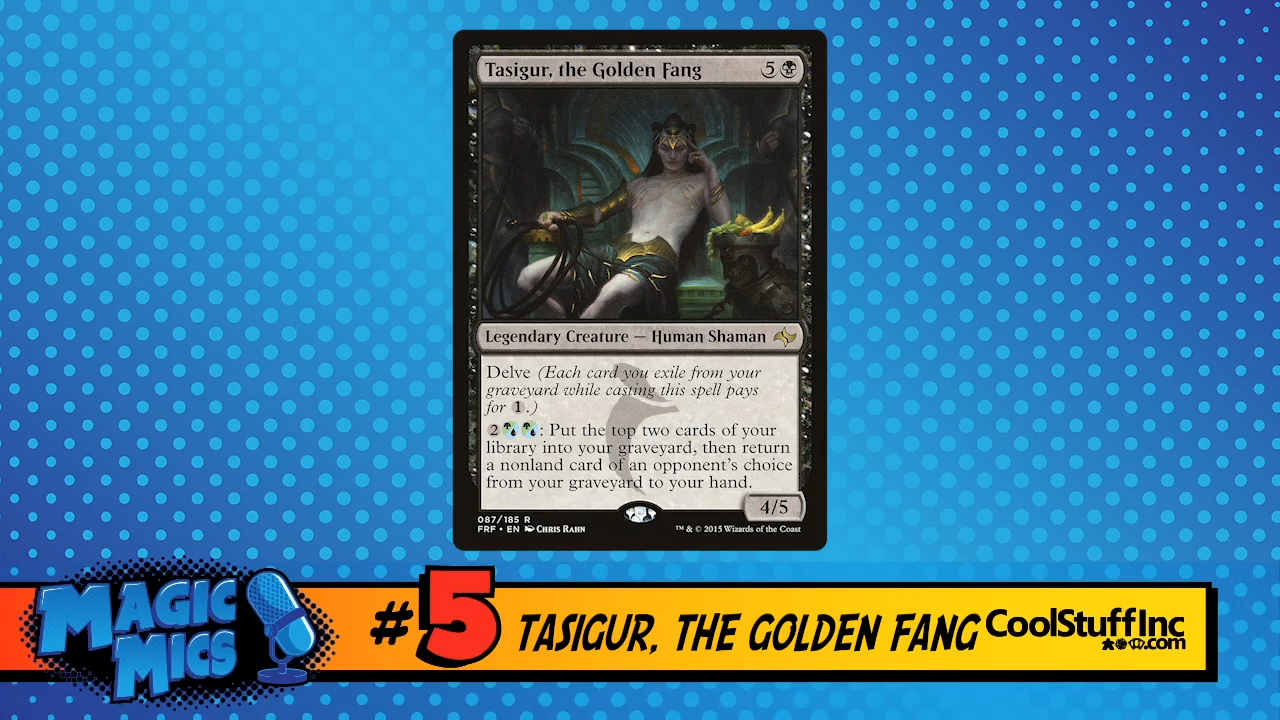 Tasigur, the Golden Fang 5
Legendary Creature — Human Shaman
Delve (Each card you exile from your
graveyard while casting this spell pays
for 1.)
2: Put the top two cards of your
library into your graveyard, then return
a nonland card of an opponent's choice
from your graveyard to your hand.
4/5
087/185 R
FRF • EN Chris Rahn
™ & © 2015 Wizards of the Coast
MAGIC
MICS
#5 TASIGUR, THE GOLDEN FANG
CoolStuffInc
.com